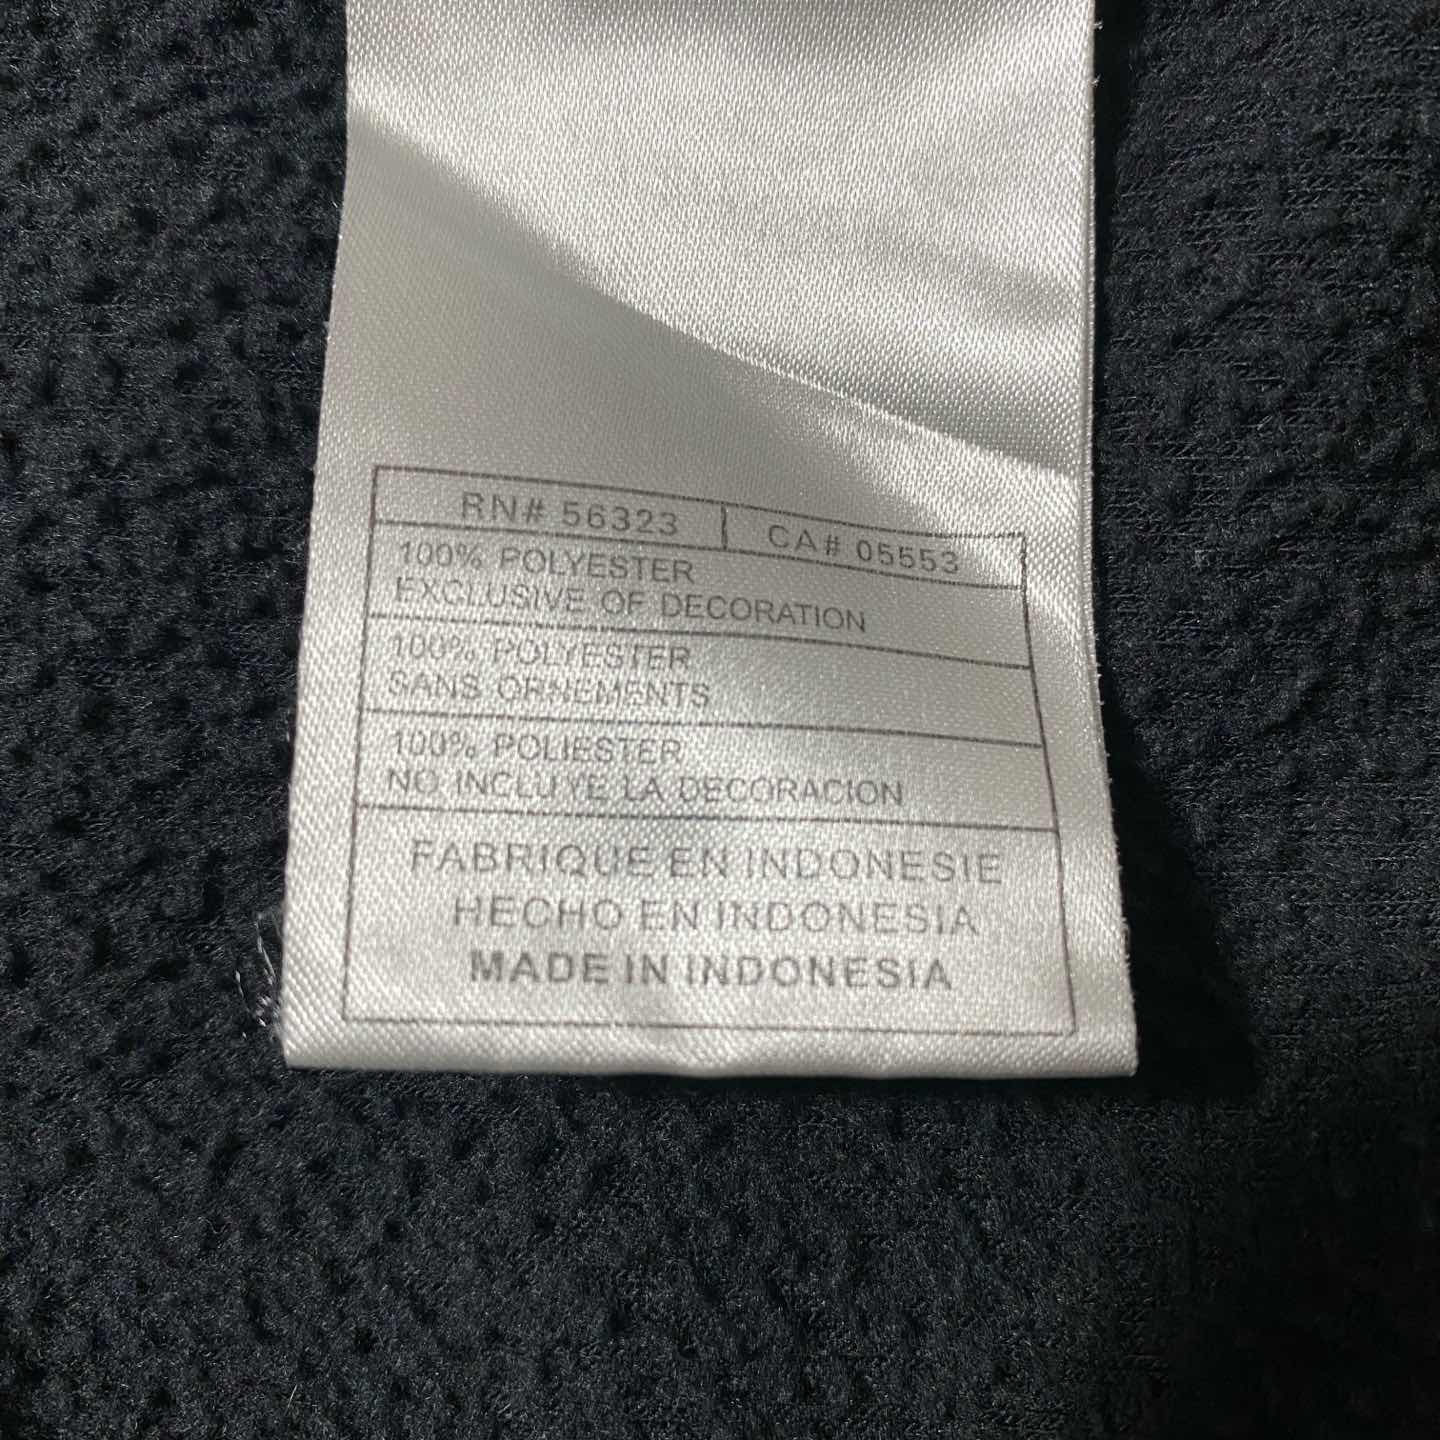 RN# 56323 | CA# 05553
100% POLYESTER
EXCLUSIVE OF DECORATION
100% POLYESTER
SANS ORNEMENTS
100% POLIESTER
NO INCLUYE LA DECORACION
FABRIQUE EN INDONESIE
HECHO EN INDONESIA
MADE IN INDONESIA